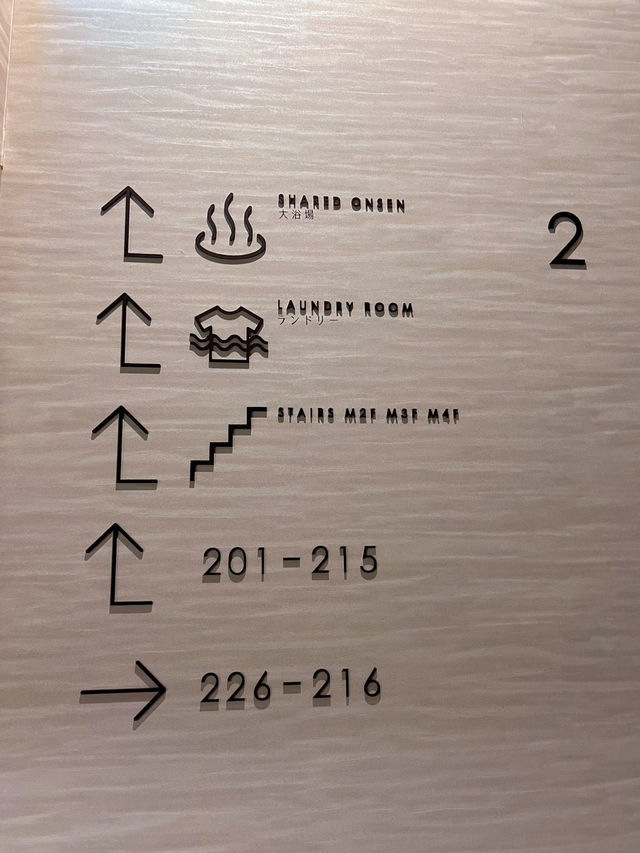 SHARED ONSEN
大浴場
2
LAUNDRY ROOM
ランドリー
STAIRS M2F M3F M4F
201-215
226-216